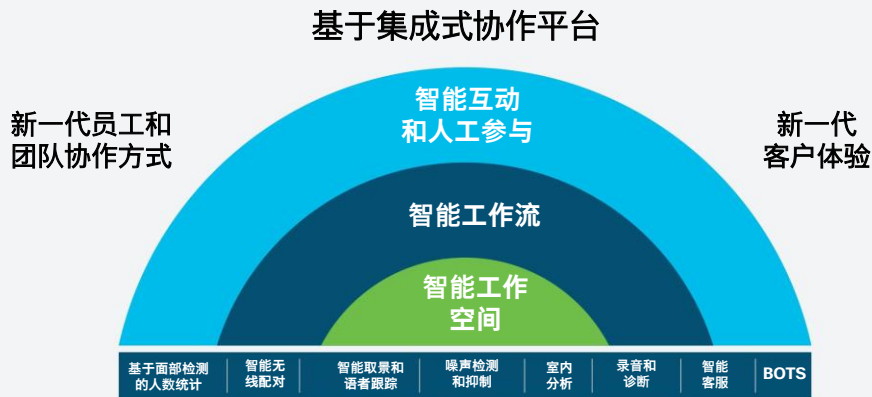 基于集成式协作平台
新一代员工和
团队协作方式
智能互动
和人工参与
新一代
客户体验
智能工作流
智能工作
空间
基于面部检测
的人数统计
智能无
线配对
智能取景和
语者跟踪
噪声检测
和抑制
室内
分析
录音和
诊断
智能
客服
BOTS